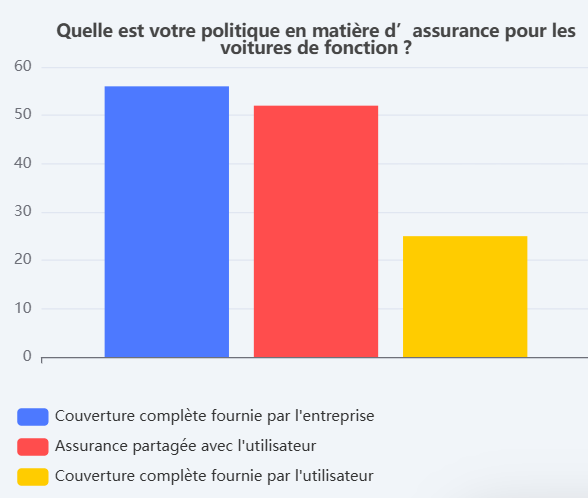 Quelle est votre politique en matière d’ assurance pour les
voitures de fonction ?
60
50
40
30
20
10
0
Couverture complète fournie par l'entreprise
Assurance partagée avec l'utilisateur
Couverture complète fournie par l'utilisateur